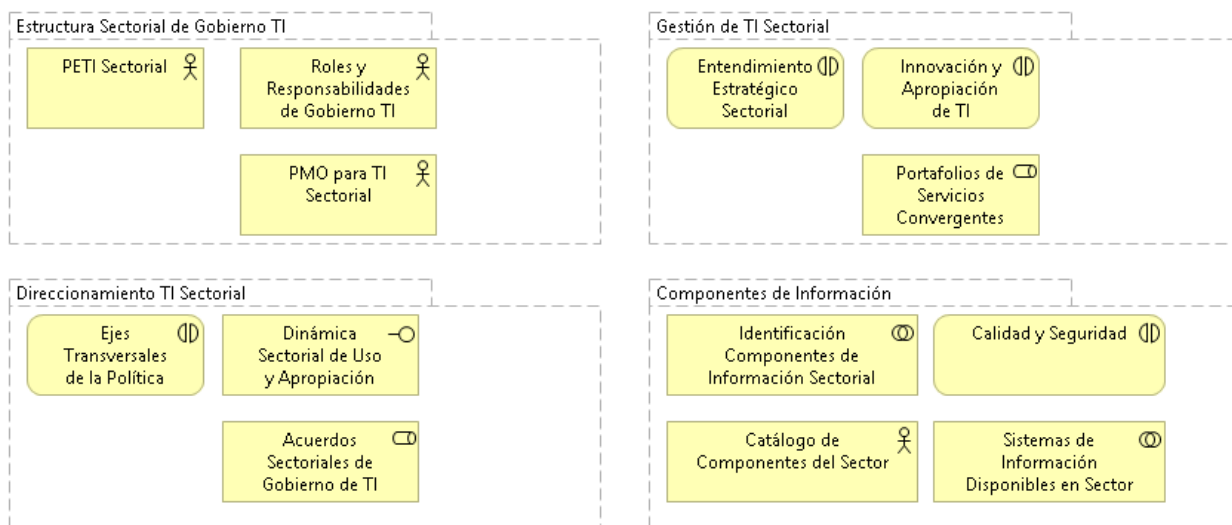 Estructura Sectorial de Gobierno TI
PETI Sectorial
Roles y
Responsabilidades
de Gobierno TI
PMO para TI
Sectorial
Gestión de TI Sectorial
Entendimiento
Estratégico
Sectorial
Innovación y
Apropiación
de TI
Portafolios de
Servicios
Convergentes
Direccionamiento TI Sectorial
Ejes
Transversales
de la Política
Dinámica
Sectorial de Uso
y Apropiación
Acuerdos
Sectoriales de
Gobierno de TI
Componentes de Información
Identificación
Componentes de
Información Sectorial
Calidad y Seguridad
Catálogo de
Componentes del Sector
Sistemas de
Información
Disponibles en Sector